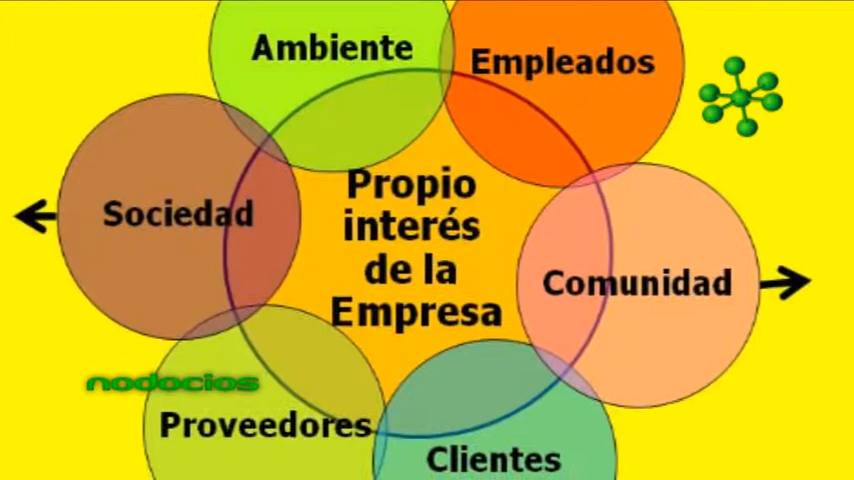 Ambiente
Empleados
Sociedad
Propio
interés
de la
Empresa
Comunidad
nodocios
Proveedores
Clientes